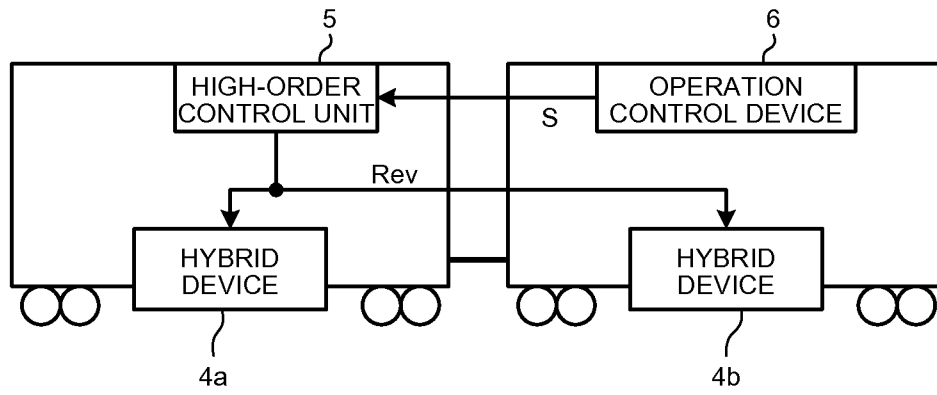 5
6
HIGH-ORDER
CONTROL UNIT
OPERATION
CONTROL DEVICE
S
Rev
HYBRID
DEVICE
HYBRID
DEVICE
4a
4b